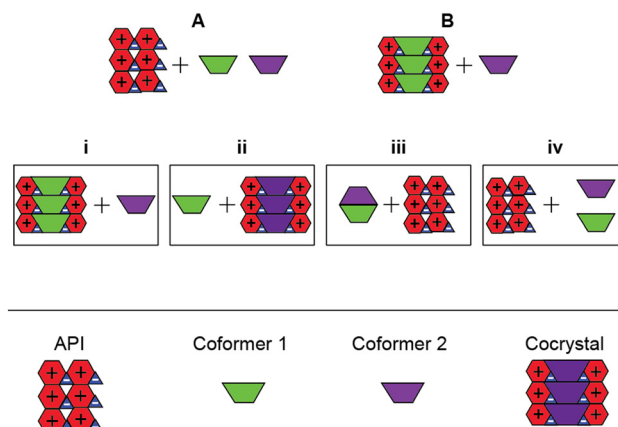 A B
+ +
i ii iii iv
+ + + +
API Coformer 1 Coformer 2 Cocrystal